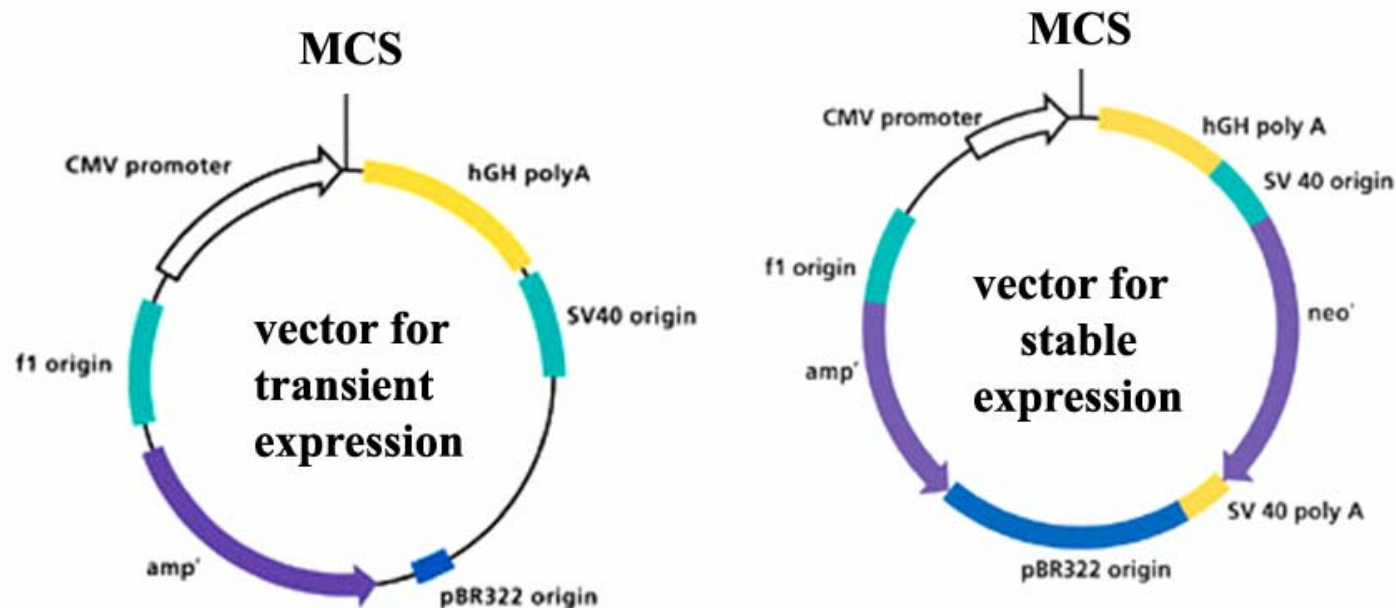 MCS
CMV promoter
hGH polyA
SV40 origin
f1 origin
vector for
transient
expression
amp'
pBR322 origin
MCS
CMV promoter
hGH poly A
SV 40 origin
f1 origin
vector for
stable
expression
neo'
amp'
SV 40 poly A
pBR322 origin